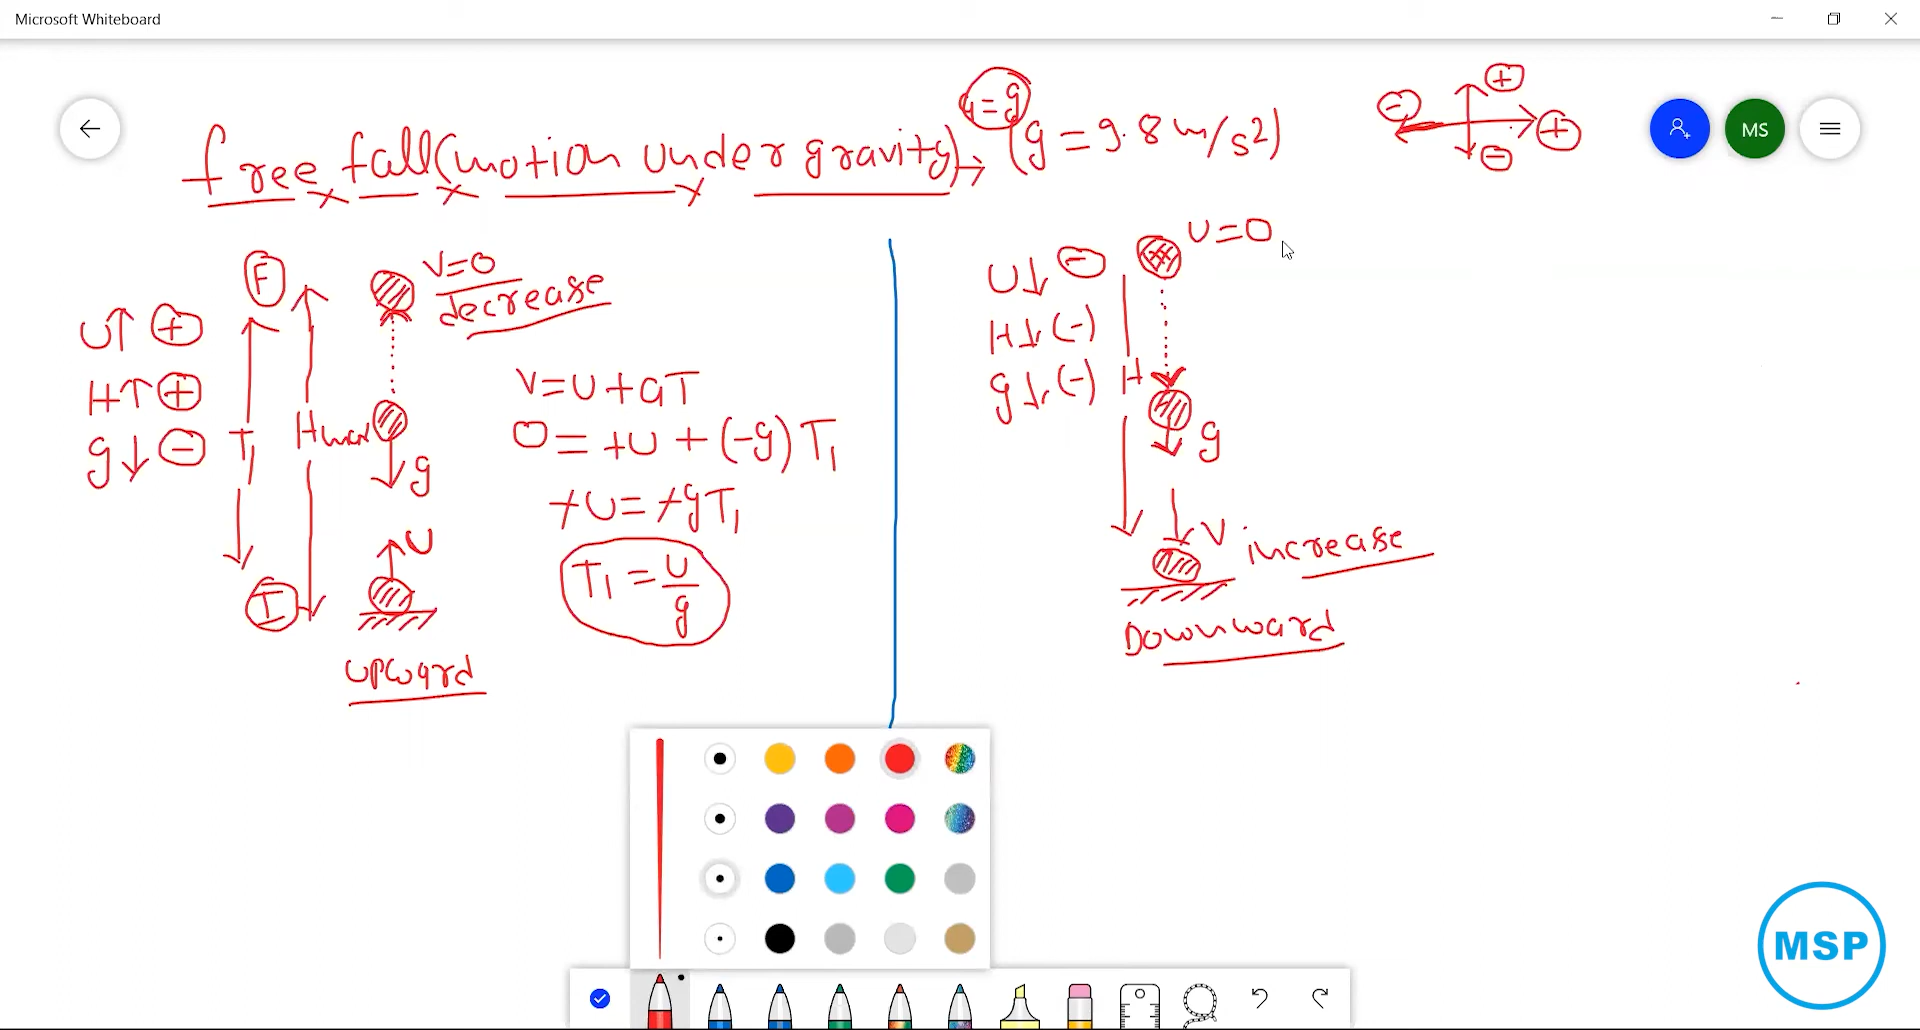 Microsoft Whiteboard
a=g
free fall(motion under gravity)→ (g = 9.8 m/s2)
+
-
+
-
MS
F
V=0
decrease
U↑ +
H↑ +
g↓ -
T1
Hmax
g
U
I
upward
V=U+aT
0=+U+(-g)T1
+U=+gT1
T1=U/g
U=0
U↓ -
H↓(-)
g↓(-)
H
g
V
increase
Downward
MSP